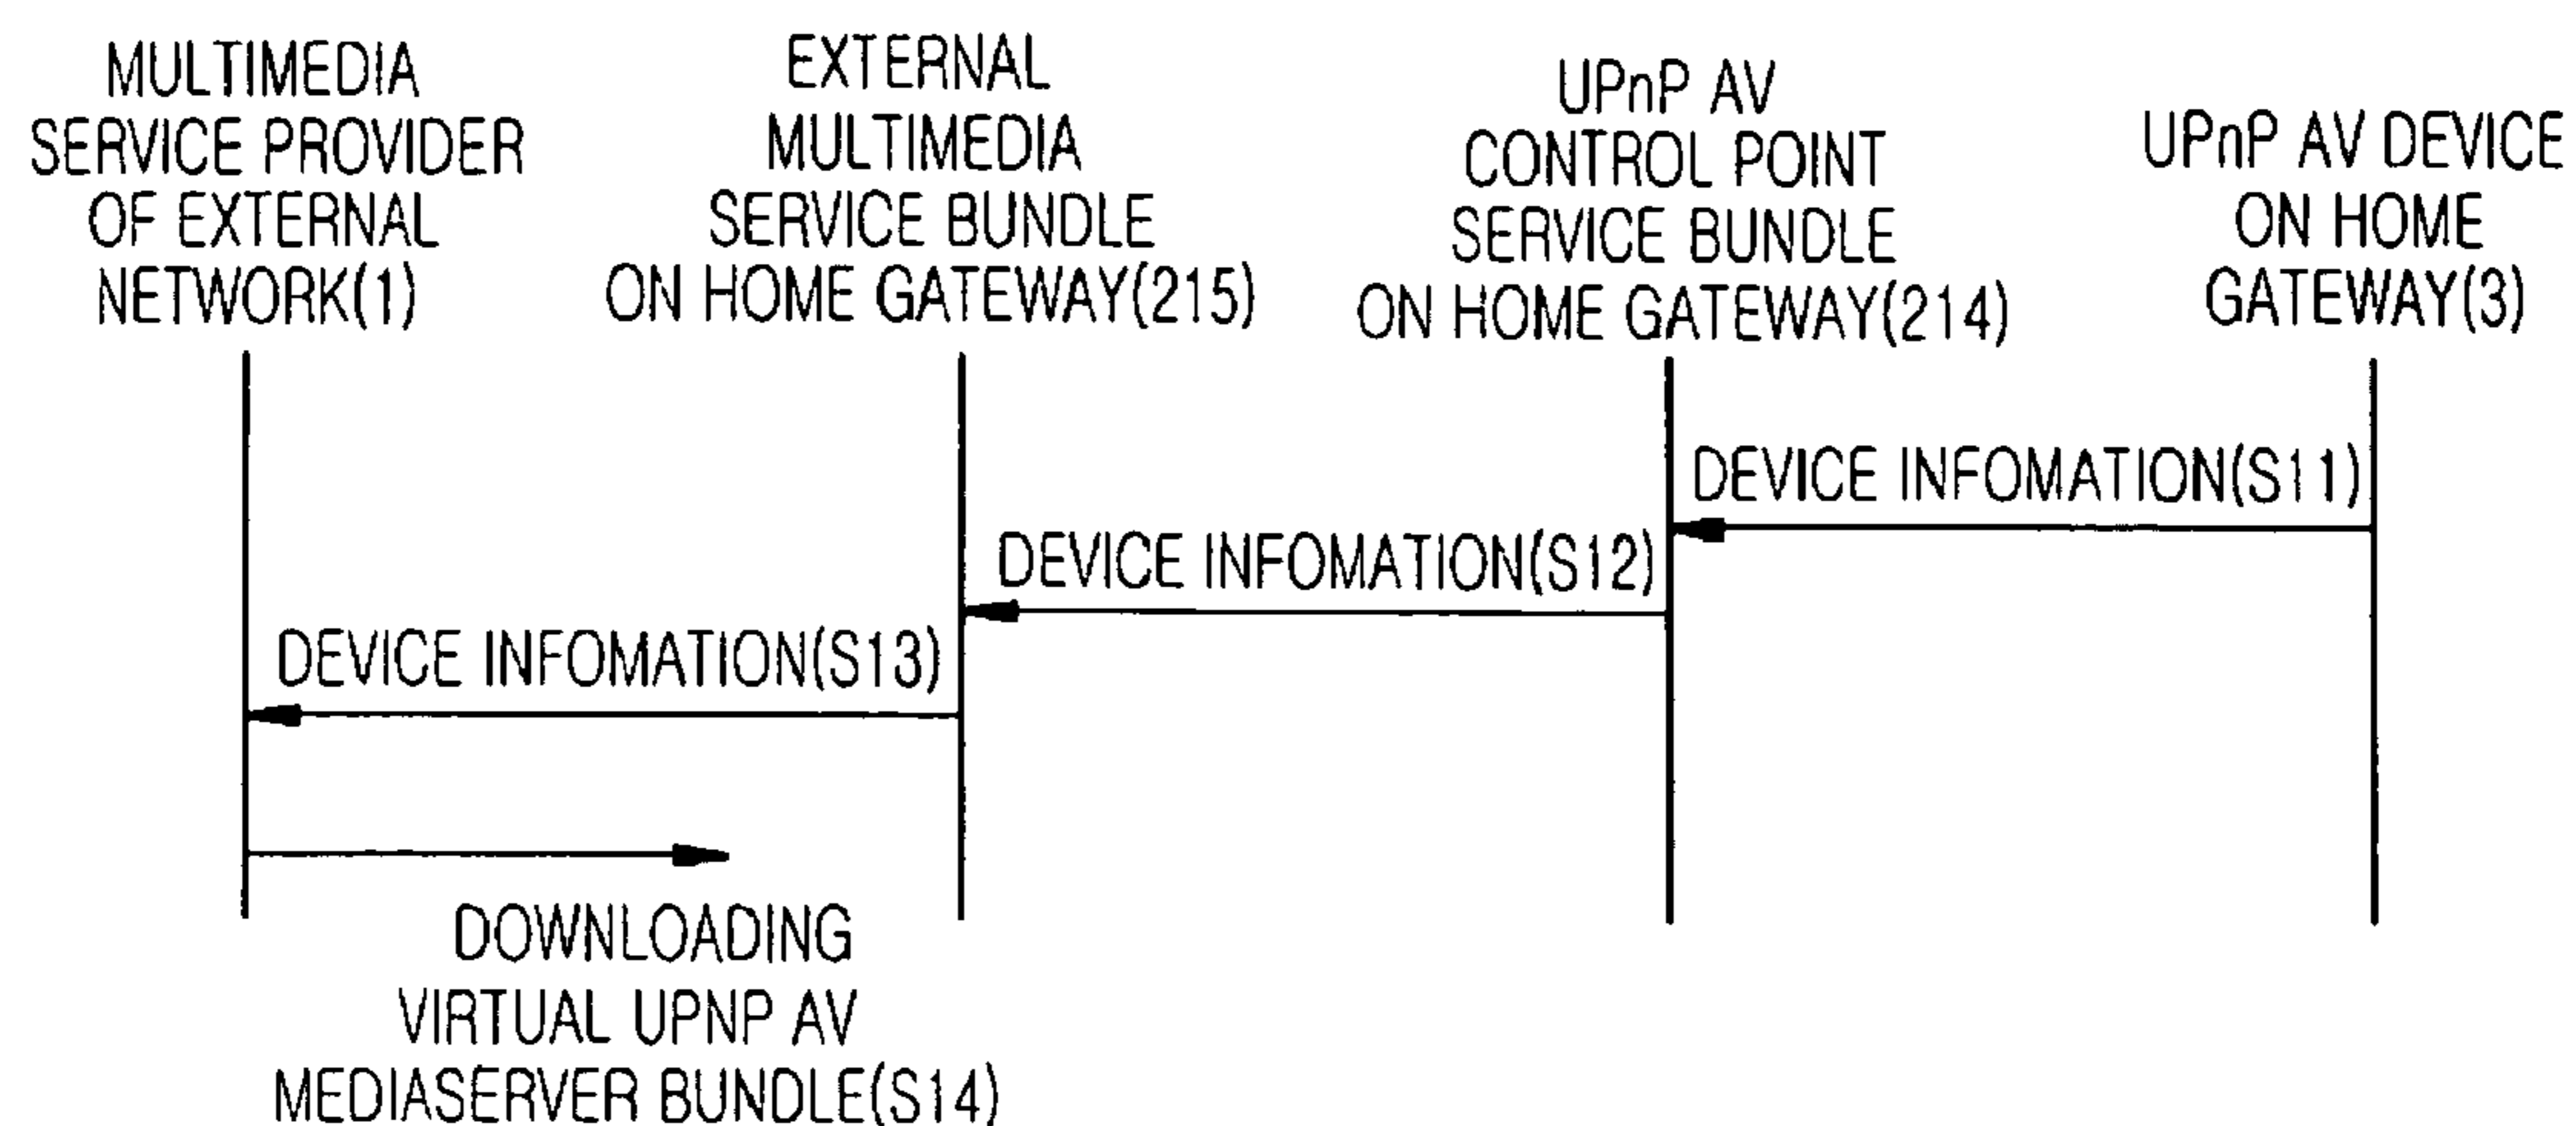 MULTIMEDIA
SERVICE PROVIDER
OF EXTERNAL
NETWORK(1)
EXTERNAL
MULTIMEDIA
SERVICE BUNDLE
ON HOME GATEWAY(215)
UPnP AV
CONTROL POINT
SERVICE BUNDLE
ON HOME GATEWAY(214)
UPnP AV DEVICE
ON HOME
GATEWAY(3)
DEVICE INFOMATION(S11)
DEVICE INFOMATION(S12)
DEVICE INFOMATION(S13)
DOWNLOADING
VIRTUAL UPNP AV
MEDIASERVER BUNDLE(S14)